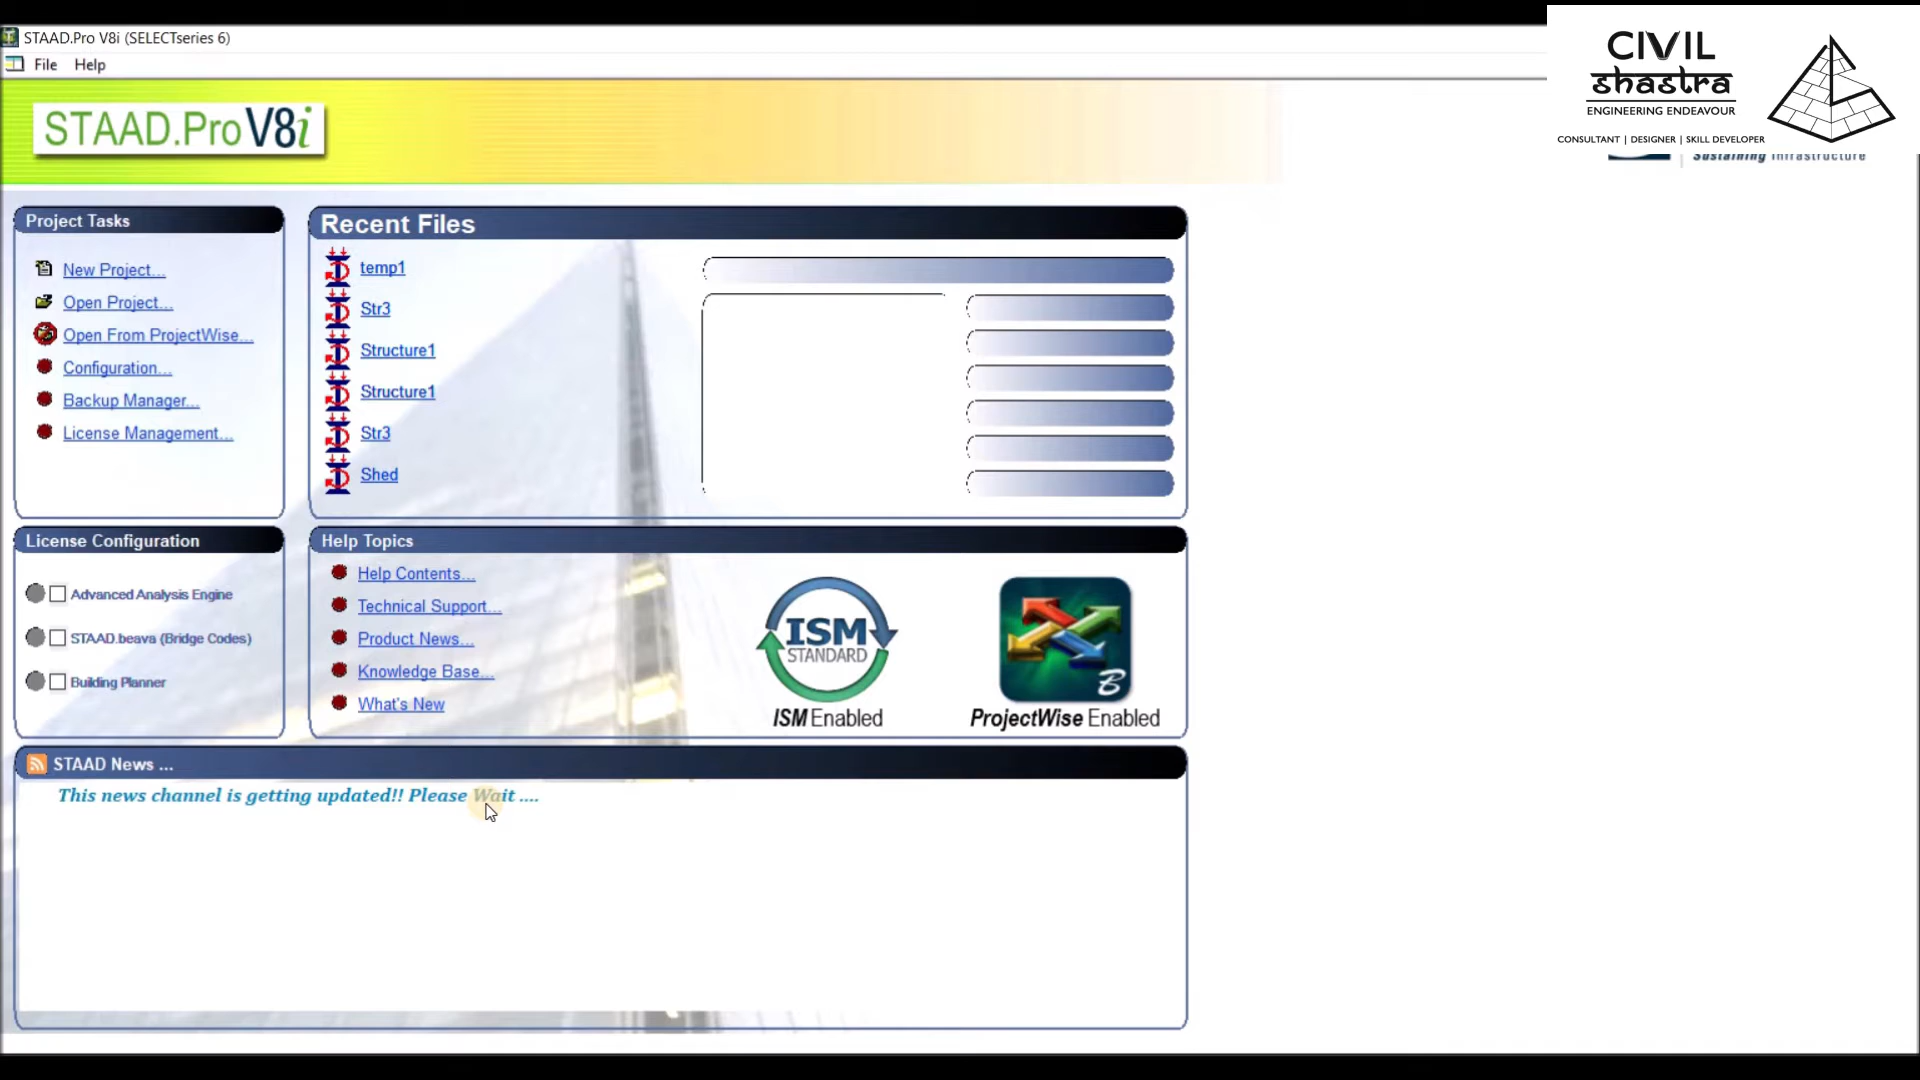 STAAD.Pro V8i (SELECTseries 6)
File Help
STAAD.Pro V8i
CIVIL
shastra
ENGINEERING ENDEAVOUR
CONSULTANT | DESIGNER | SKILL DEVELOPER
Sustaining Infrastructure
Project Tasks
New Project...
Open Project...
Open From ProjectWise...
Configuration...
Backup Manager...
License Management...
Recent Files
temp1
Str3
Structure1
Structure1
Str3
Shed
License Configuration
Advanced Analysis Engine
STAAD.beava (Bridge Codes)
Building Planner
Help Topics
Help Contents...
Technical Support...
Product News...
Knowledge Base...
What's New
ISM
STANDARD
ISM Enabled
B
ProjectWise Enabled
STAAD News ...
This news channel is getting updated!! Please Wait ....